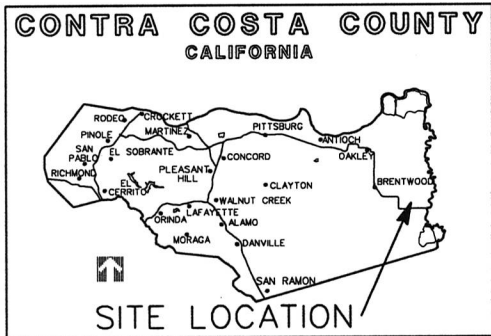 CONTRA COSTA COUNTY
CALIFORNIA
RODEO
CROCKETT
MARTINEZ
PITTSBURG
PINOLE
ANTIOCH
SAN
PABLO
EL SOBRANTE
OAKLEY
CONCORD
RICHMOND
PLEASANT
HILL
EL
CERRITO
CLAYTON
BRENTWOOD
WALNUT CREEK
LAFAYETTE
ORINDA
ALAMO
MORAGA
DANVILLE
SAN RAMON
SITE LOCATION